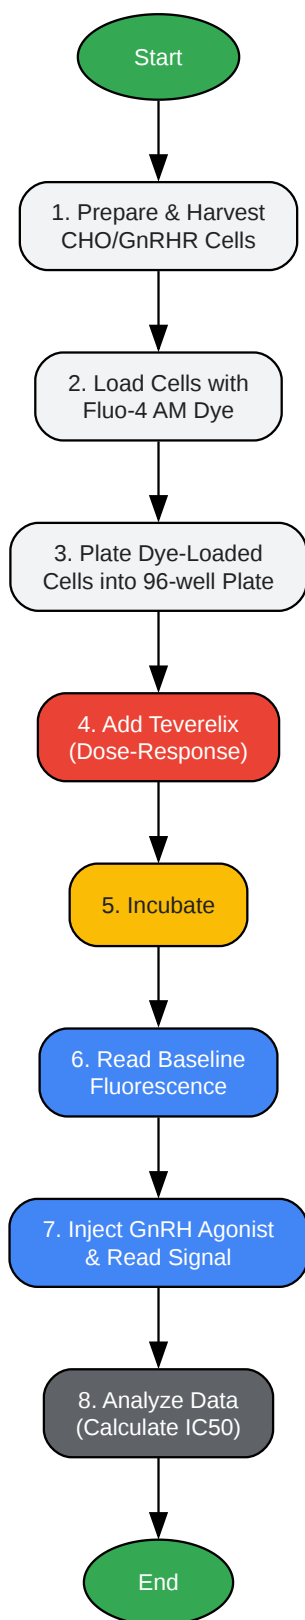 Start
1. Prepare & Harvest
CHO/GnRHR Cells
2. Load Cells with
Fluo-4 AM Dye
3. Plate Dye-Loaded
Cells into 96-well Plate
4. Add Teverelix
(Dose-Response)
5. Incubate
6. Read Baseline
Fluorescence
7. Inject GnRH Agonist
& Read Signal
8. Analyze Data
(Calculate IC50)
End